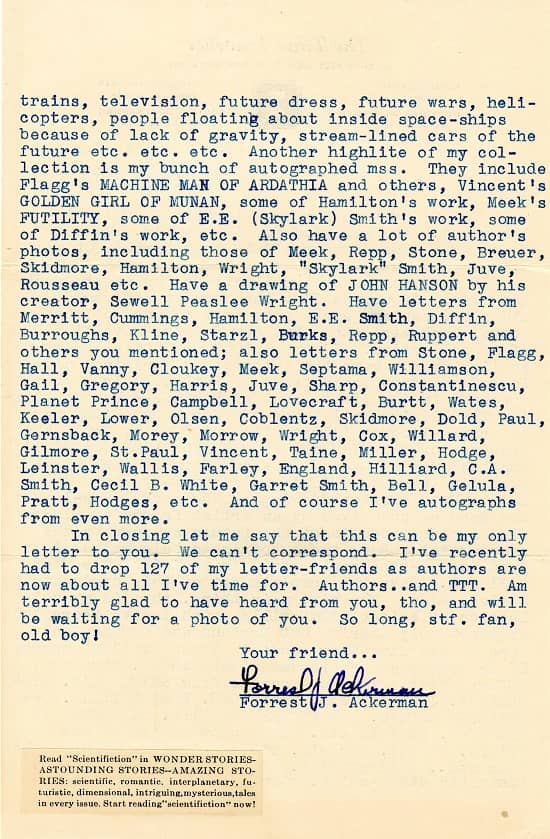 trains, television, future dress, future wars, heli-
copters, people floating about inside space-ships
because of lack of gravity, stream-lined cars of the
future etc. etc. etc. Another highlite of my col-
lection is my bunch of autographed mss. They include
Flagg's MACHINE MAN OF ARDATHIA and others, Vincent's
GOLDEN GIRL OF MUNAN, some of Hamilton's work, Meek's
FUTILITY, some of E.E. (Skylark) Smith's work, some
of Diffin's work, etc. Also have a lot of author's
photos, including those of Meek, Repp, Stone, Breuer,
Skidmore, Hamilton, Wright, "Skylark" Smith, Juve,
Rousseau etc. Have a drawing of JOHN HANSON by his
creator, Sewell Peaslee Wright. Have letters from
Merritt, Cummings, Hamilton, E.E. Smith, Diffin,
Burroughs, Kline, Starzl, Burks, Repp, Ruppert and
others you mentioned; also letters from Stone, Flagg,
Hall, Vanny, Cloukey, Meek, Septama, Williamson,
Gail, Gregory, Harris, Juve, Sharp, Constantinescu,
Planet Prince, Campbell, Lovecraft, Burtt, Wates,
Keeler, Lower, Olsen, Coblentz, Skidmore, Dold, Paul,
Gernsback, Morey, Morrow, Wright, Cox, Willard,
Gilmore, St.Paul, Vincent, Taine, Miller, Hodge,
Leinster, Wallis, Farley, England, Hilliard, C.A.
Smith, Cecil B. White, Garret Smith, Bell, Gelula,
Pratt, Hodges, etc. And of course I've autographs
from even more.
In closing let me say that this can be my only
letter to you. We can't correspond. I've recently
had to drop 127 of my letter-friends as authors are
now about all I've time for. Authors..and TTT. Am
terribly glad to have heard from you, tho, and will
be waiting for a photo of you. So long, stf. fan,
old boy!
Your friend...
Forrest J Ackerman
Forrest J. Ackerman
Read "Scientifiction" in WONDER STORIES-
ASTOUNDING STORIES--AMAZING STO-
RIES: scientific, romantic, interplanetary, fu-
turistic, dimensional, intriguing,mysterious,tales
in every issue. Start reading"scientifiction" now!